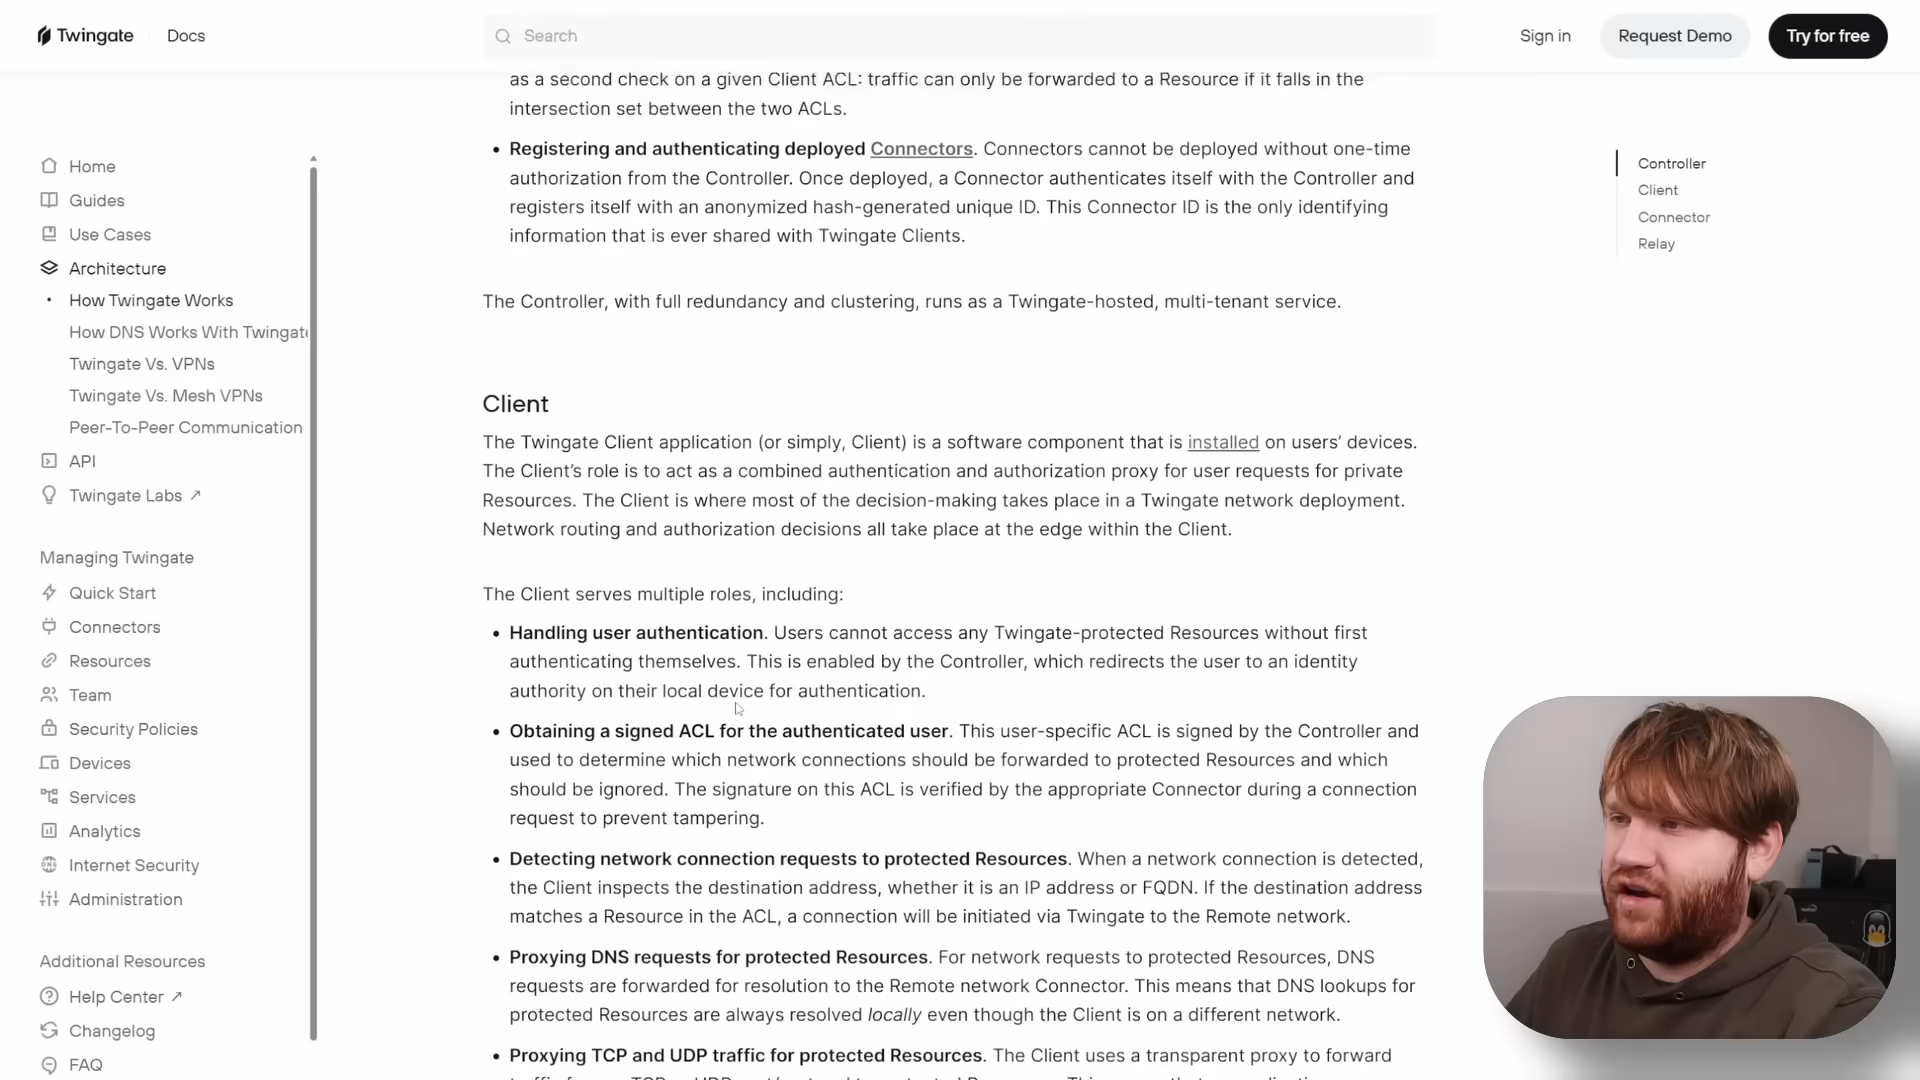 Twingate
Docs
Search
Sign in
Request Demo
Try for free
Home
Guides
Use Cases
Architecture
How Twingate Works
How DNS Works With Twingate
Twingate Vs. VPNs
Twingate Vs. Mesh VPNs
Peer-To-Peer Communication
API
Twingate Labs ↗
Managing Twingate
Quick Start
Connectors
Resources
Team
Security Policies
Devices
Services
Analytics
Internet Security
Administration
Additional Resources
Help Center ↗
Changelog
FAQ
as a second check on a given Client ACL: traffic can only be forwarded to a Resource if it falls in the
intersection set between the two ACLs.
• Registering and authenticating deployed Connectors. Connectors cannot be deployed without one-time
authorization from the Controller. Once deployed, a Connector authenticates itself with the Controller and
registers itself with an anonymized hash-generated unique ID. This Connector ID is the only identifying
information that is ever shared with Twingate Clients.
The Controller, with full redundancy and clustering, runs as a Twingate-hosted, multi-tenant service.
Client
The Twingate Client application (or simply, Client) is a software component that is installed on users’ devices.
The Client’s role is to act as a combined authentication and authorization proxy for user requests for private
Resources. The Client is where most of the decision-making takes place in a Twingate network deployment.
Network routing and authorization decisions all take place at the edge within the Client.
The Client serves multiple roles, including:
• Handling user authentication. Users cannot access any Twingate-protected Resources without first
authenticating themselves. This is enabled by the Controller, which redirects the user to an identity
authority on their local device for authentication.
• Obtaining a signed ACL for the authenticated user. This user-specific ACL is signed by the Controller and
used to determine which network connections should be forwarded to protected Resources and which
should be ignored. The signature on this ACL is verified by the appropriate Connector during a connection
request to prevent tampering.
• Detecting network connection requests to protected Resources. When a network connection is detected,
the Client inspects the destination address, whether it is an IP address or FQDN. If the destination address
matches a Resource in the ACL, a connection will be initiated via Twingate to the Remote network.
• Proxying DNS requests for protected Resources. For network requests to protected Resources, DNS
requests are forwarded for resolution to the Remote network Connector. This means that DNS lookups for
protected Resources are always resolved locally even though the Client is on a different network.
• Proxying TCP and UDP traffic for protected Resources. The Client uses a transparent proxy to forward
Controller
Client
Connector
Relay